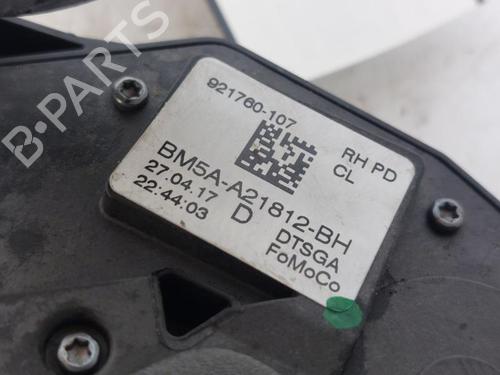 921760-107
RH PD
CL
BM5A-A21812-BH
27.04.17 D DTSGA
22:44:03 FoMoCo
B-PARTS